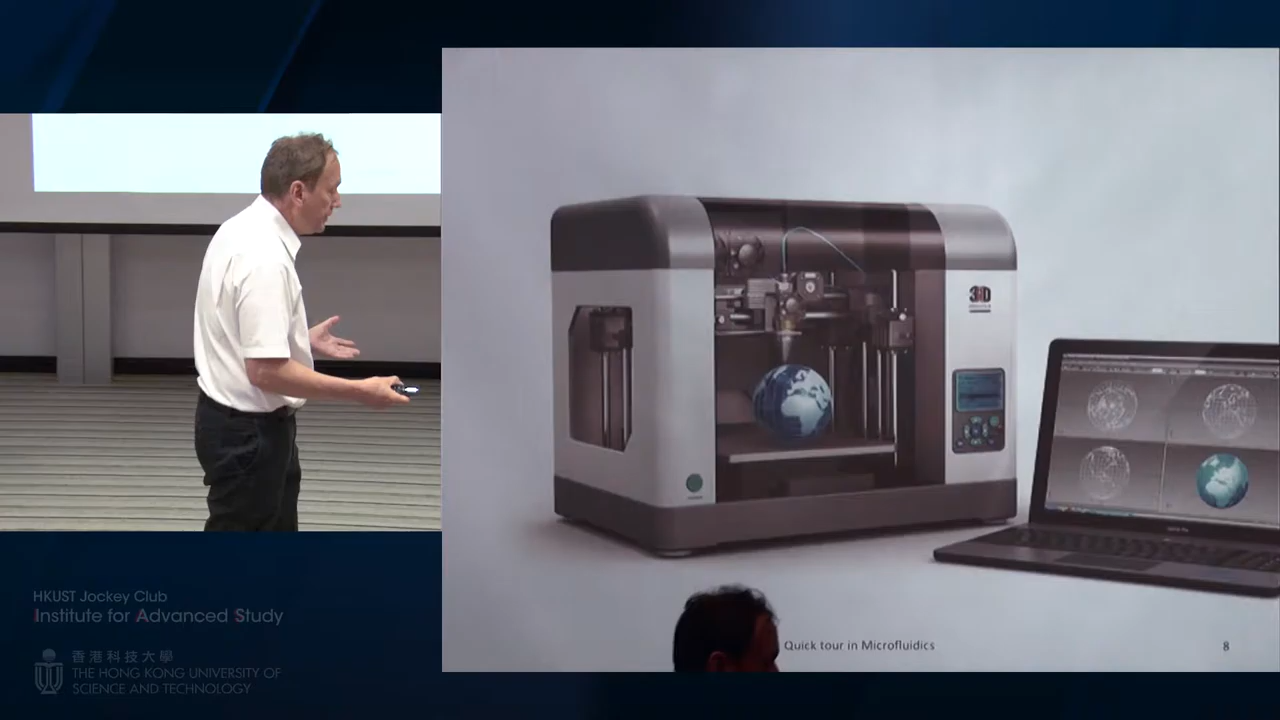 3D
Quick tour in Microfluidics
8
HKUST Jockey Club
Institute for Advanced Study
香港科技大學
THE HONG KONG UNIVERSITY OF
SCIENCE AND TECHNOLOGY